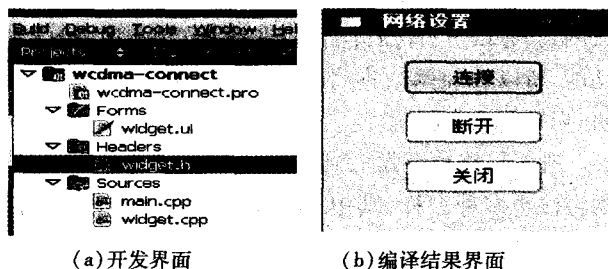 Build Debug Tools Window Hel
Projects
wcdma-connect
wcdma-connect.pro
Forms
widget.ui
Headers
widget.h
Sources
main.cpp
widget.cpp
(a)开发界面
网络设置
连接
断开
关闭
(b)编译结果界面